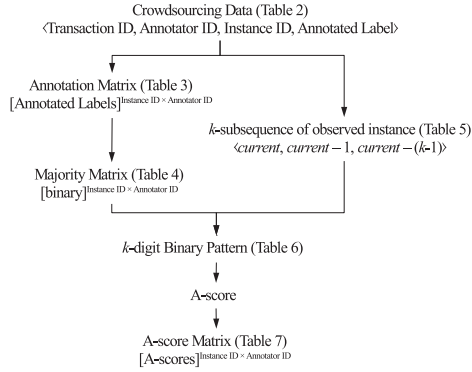 Crowdsourcing Data (Table 2)
⟨Transaction ID, Annotator ID, Instance ID, Annotated Label⟩
Annotation Matrix (Table 3)
[Annotated Labels]^Instance ID × Annotator ID
k-subsequence of observed instance (Table 5)
⟨current, current − 1, current − (k-1)⟩
Majority Matrix (Table 4)
[binary]^Instance ID × Annotator ID
k-digit Binary Pattern (Table 6)
A-score
A-score Matrix (Table 7)
[A-scores]^Instance ID × Annotator ID